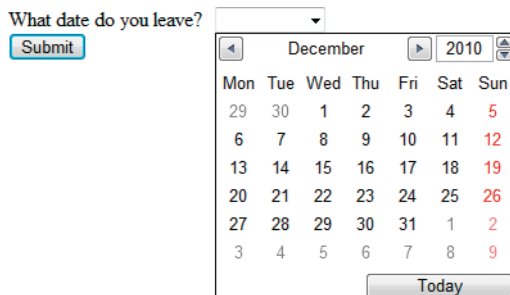 What date do you leave?
Submit
December 2010
Mon Tue Wed Thu Fri Sat Sun
29 30 1 2 3 4 5
6 7 8 9 10 11 12
13 14 15 16 17 18 19
20 21 22 23 24 25 26
27 28 29 30 31 1 2
3 4 5 6 7 8 9
Today